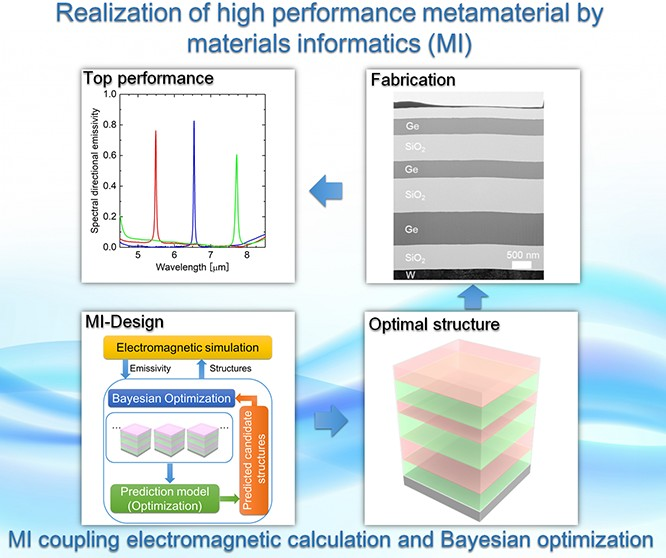 Realization of high performance metamaterial by
materials informatics (MI)
Top performance
1.0
0.8
0.6
0.4
0.2
0.0
Spectral directional emissivity
5 6 7 8
Wavelength [μm]
Fabrication
Ge
SiO₂
Ge
SiO₂
Ge
SiO₂
500 nm
W
MI-Design
Electromagnetic simulation
Emissivity
Structures
Bayesian Optimization
...
...
Predicted candidate
structures
Prediction model
(Optimization)
Optimal structure
MI coupling electromagnetic calculation and Bayesian optimization